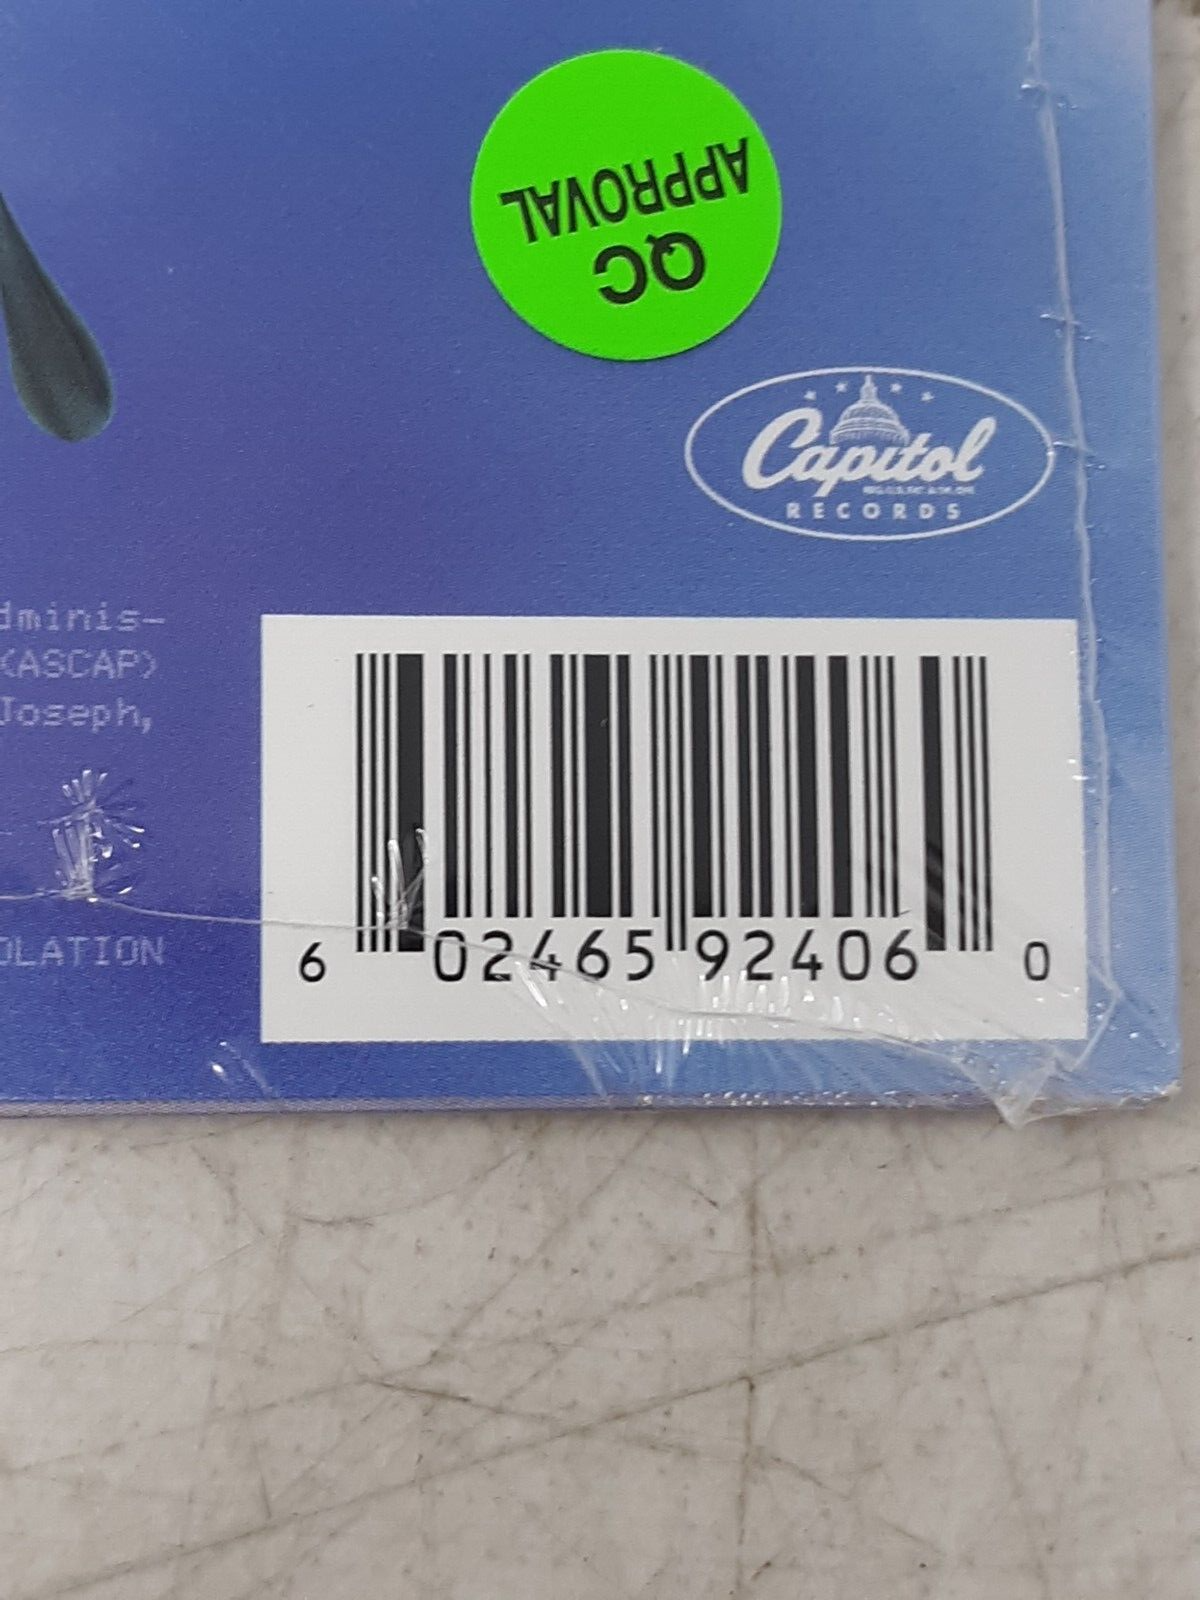 QC
APPROVAL
Capitol
RECORDS
dminis-
(ASCAP)
Joseph,
OLATION
6 02465 92406 0